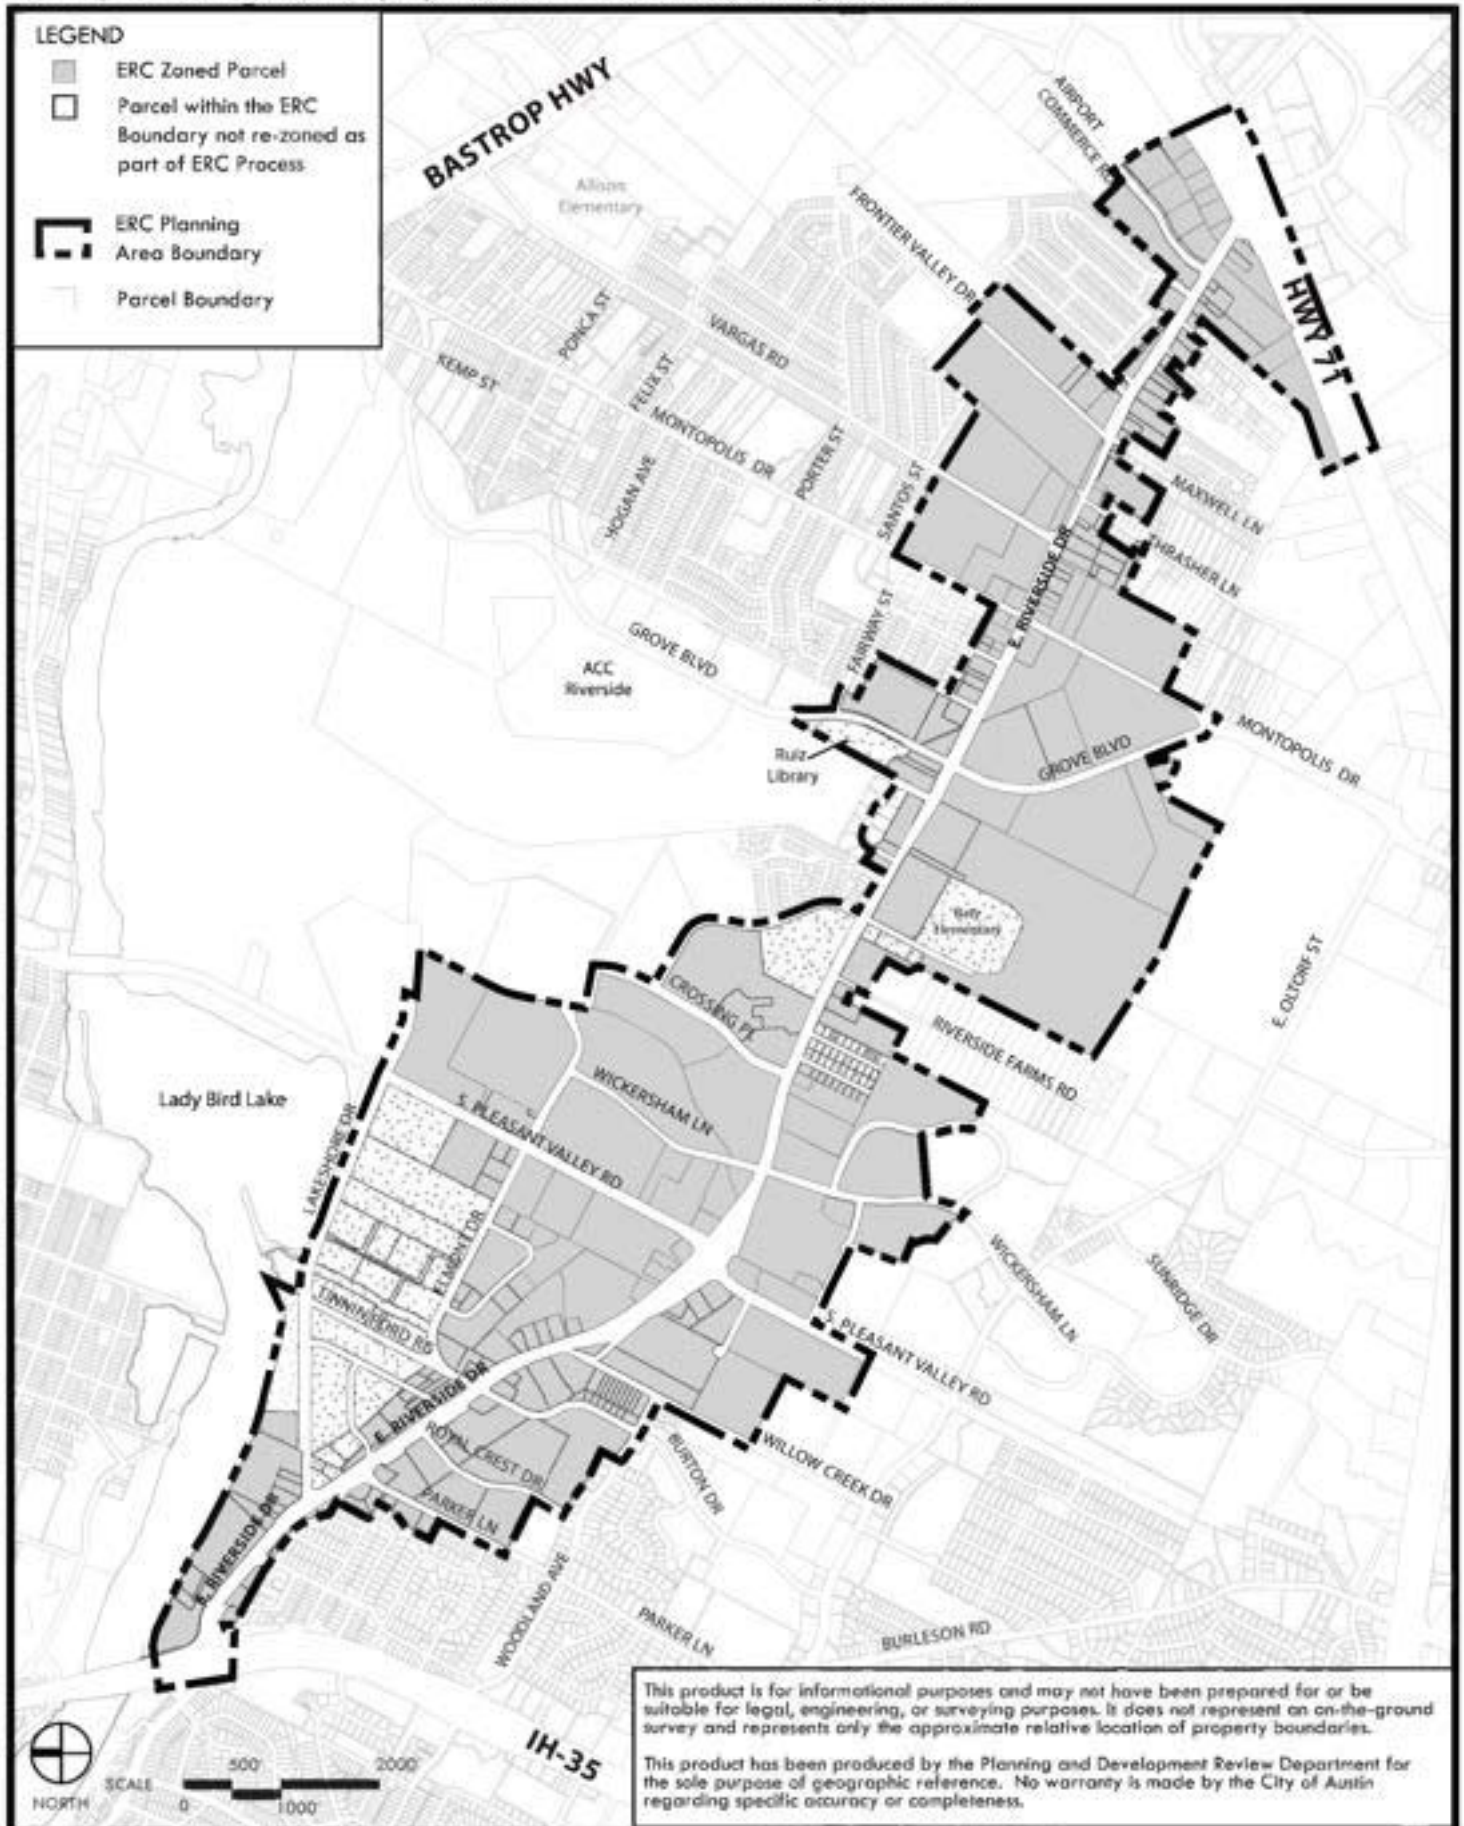 LEGEND
ERC Zoned Parcel
Parcel within the ERC
Boundary not re-zoned as
part of ERC Process
ERC Planning
Area Boundary
Parcel Boundary
BASTROP HWY
Allison
Elementary
AIRPORT
COMMERCE
FRONTIER VALLEY DR
HWY 71
PONCA ST
VARGAS RD
KEMP ST
FELIX ST
MONTOPOLIS DR
PORTER ST
HOGAN AVE
SANTOS ST
MAXWELL LN
THRASHER LN
E. RIVERSIDE DR
FAIRWAY ST
GROVE BLVD
ACC
Riverside
MONTOPOLIS DR
GROVE BLVD
Ruiz
Library
Elementary
E. OLTORF ST
CROSSING PL
RIVERSIDE FARMS RD
WICKERSHAM LN
Lady Bird Lake
S. PLEASANT VALLEY RD
LAKESHORE DR
ELMONT DR
WICKERSHAM LN
SUNRIDGE DR
TINNINFORD RD
S. PLEASANT VALLEY RD
E. RIVERSIDE DR
ROYAL CREST DR
BURTON DR
WILLOW CREEK DR
PARKER LN
E. RIVERSIDE DR
WOODLAND AVE
PARKER LN
BURLESON RD
IH-35
NORTH
SCALE
500'
2000'
0
1000'
This product is for informational purposes and may not have been prepared for or be
suitable for legal, engineering, or surveying purposes. It does not represent an on-the-ground
survey and represents only the approximate relative location of property boundaries.
This product has been produced by the Planning and Development Review Department for
the sole purpose of geographic reference. No warranty is made by the City of Austin
regarding specific accuracy or completeness.